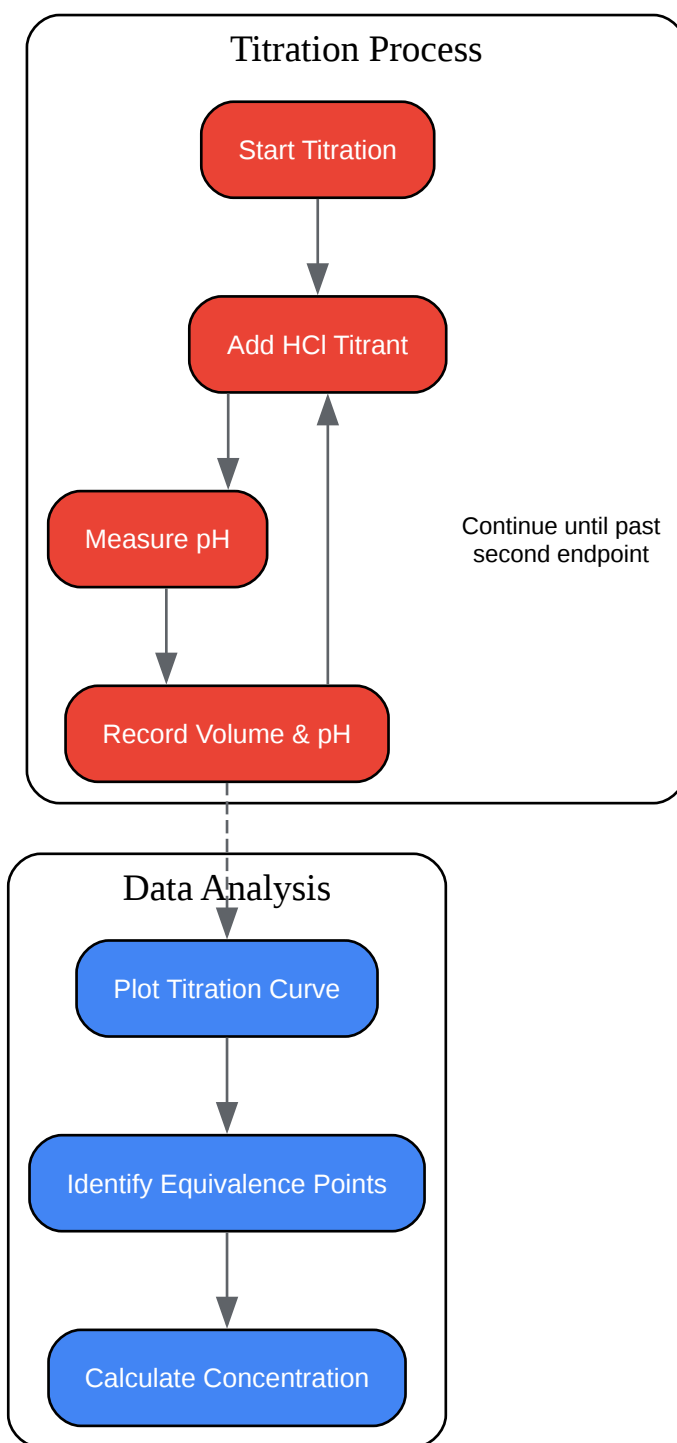 Titration Process
Start Titration
Add HCl Titrant
Measure pH
Continue until past
second endpoint
Record Volume & pH
Data Analysis
Plot Titration Curve
Identify Equivalence Points
Calculate Concentration